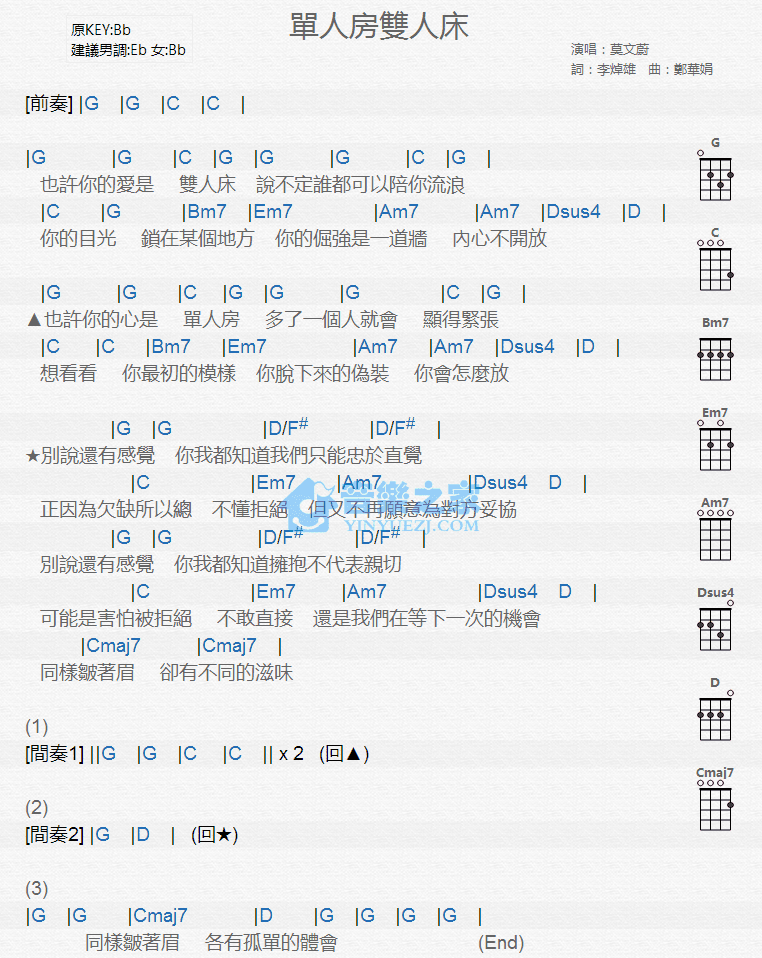 單人房雙人床
原KEY:Bb
建議男調:Eb 女:Bb
演唱：莫文蔚
詞：李焯雄 曲：鄭華娟
[前奏] |G |G |C |C |
|G |G |C |G |G |G |C |G |
也許你的愛是 雙人床 說不定誰都可以陪你流浪
|C |G |Bm7 |Em7 |Am7 |Am7 |Dsus4 |D |
你的目光 鎖在某個地方 你的倔強是一道牆 內心不開放
|G |G |C |G |G |G |C |G |
▲也許你的心是 單人房 多了一個人就會 顯得緊張
|C |C |Bm7 |Em7 |Am7 |Am7 |Dsus4 |D |
想看看 你最初的模樣 你脫下來的偽裝 你會怎麼放
|G |G |D/F# |D/F# |
★別說還有感覺 你我都知道我們只能忠於直覺
|C |Em7 |Am7 |Dsus4 D |
正因為欠缺所以總 不懂拒絕 但又不再願意為對方妥協
音樂之家
YINYUEZJ.COM
|G |G |D/F# |D/F# |
別說還有感覺 你我都知道擁抱不代表親切
|C |Em7 |Am7 |Dsus4 D |
可能是害怕被拒絕 不敢直接 還是我們在等下一次的機會
|Cmaj7 |Cmaj7 |
同樣皺著眉 卻有不同的滋味
(1)
[間奏1] ||G |G |C |C || x 2 (回▲)
(2)
[間奏2] |G |D | (回★)
(3)
|G |G |Cmaj7 |D |G |G |G |G |
同樣皺著眉 各有孤單的體會 (End)
G
C
Bm7
Em7
Am7
Dsus4
D
Cmaj7